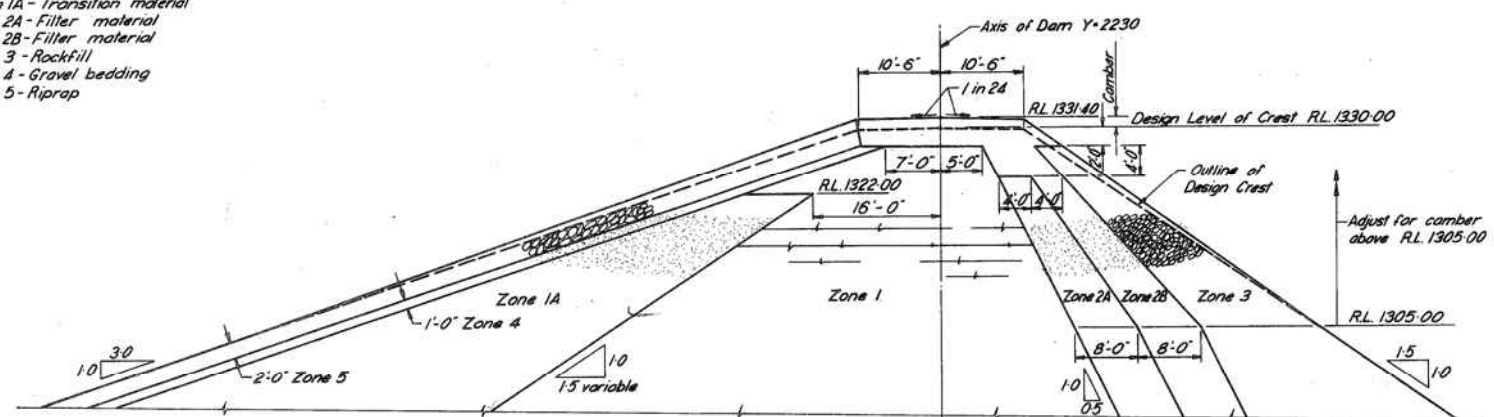 1A - Transition material
2A - Filter material
2B - Filter material
3 - Rockfill
4 - Gravel bedding
5 - Riprap
Axis of Dam Y=2230
10'-6"
10'-6"
Camber
1 in 24
R.L. 1331·40
Design Level of Crest R.L. 1330·00
7'-0"
5'-0"
2'-0"
4'-0"
R.L. 1322·00
Outline of
Design Crest
4'-0"
4'-0"
16'-0"
Adjust for camber
above R.L. 1305·00
Zone 1A
Zone 1
Zone 2A
Zone 2B
Zone 3
1'-0" Zone 4
R.L. 1305·00
8'-0"
8'-0"
3·0
1·0
2'-0" Zone 5
1·0
1·5 variable
1·0
0·5
1·5
1·0